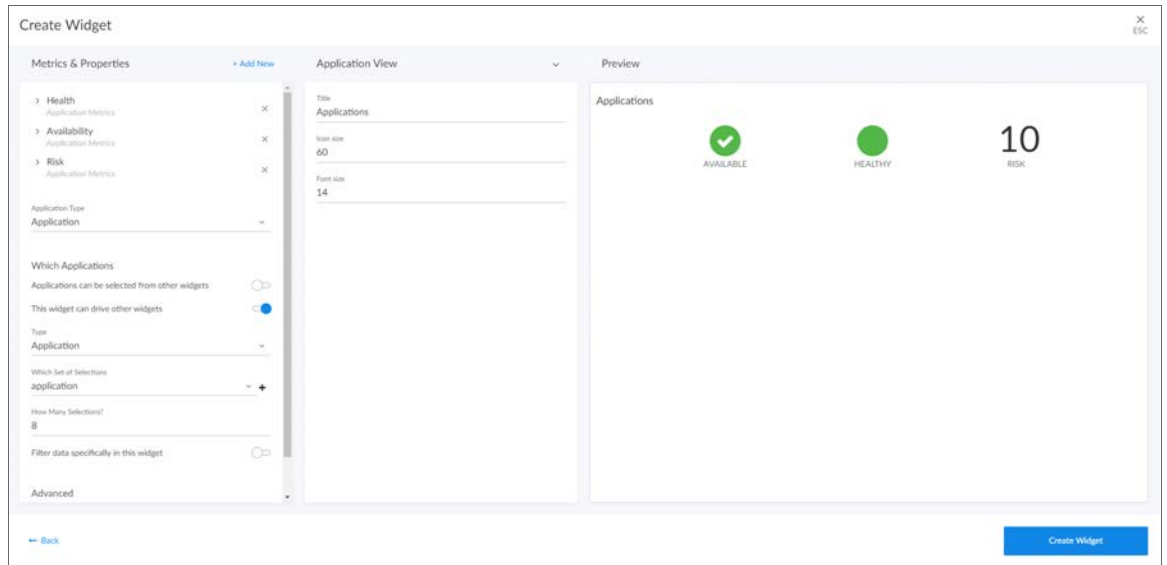 Create Widget
ESC
Metrics & Properties
+ Add New
Health
Application Metrics
Availability
Application Metrics
Risk
Application Metrics
Application Type
Application
Which Applications
Applications can be selected from other widgets
This widget can drive other widgets
Type
Application
Which Set of Selections
application
How Many Selections?
8
Filter data specifically in this widget
Advanced
Application View
Title
Applications
Icon size
60
Font size
14
Preview
Applications
AVAILABLE
HEALTHY
10
RISK
Back
Create Widget